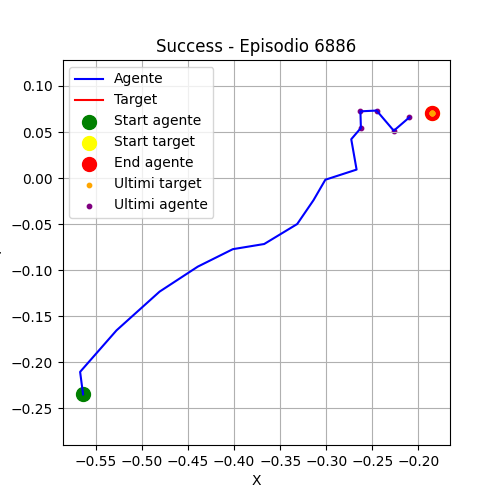 Success - Episodio 6886
Agente
Target
Start agente
Start target
End agente
Ultimi target
Ultimi agente
0.10
0.05
0.00
−0.05
−0.10
−0.15
−0.20
−0.25
−0.55 −0.50 −0.45 −0.40 −0.35 −0.30 −0.25 −0.20
X